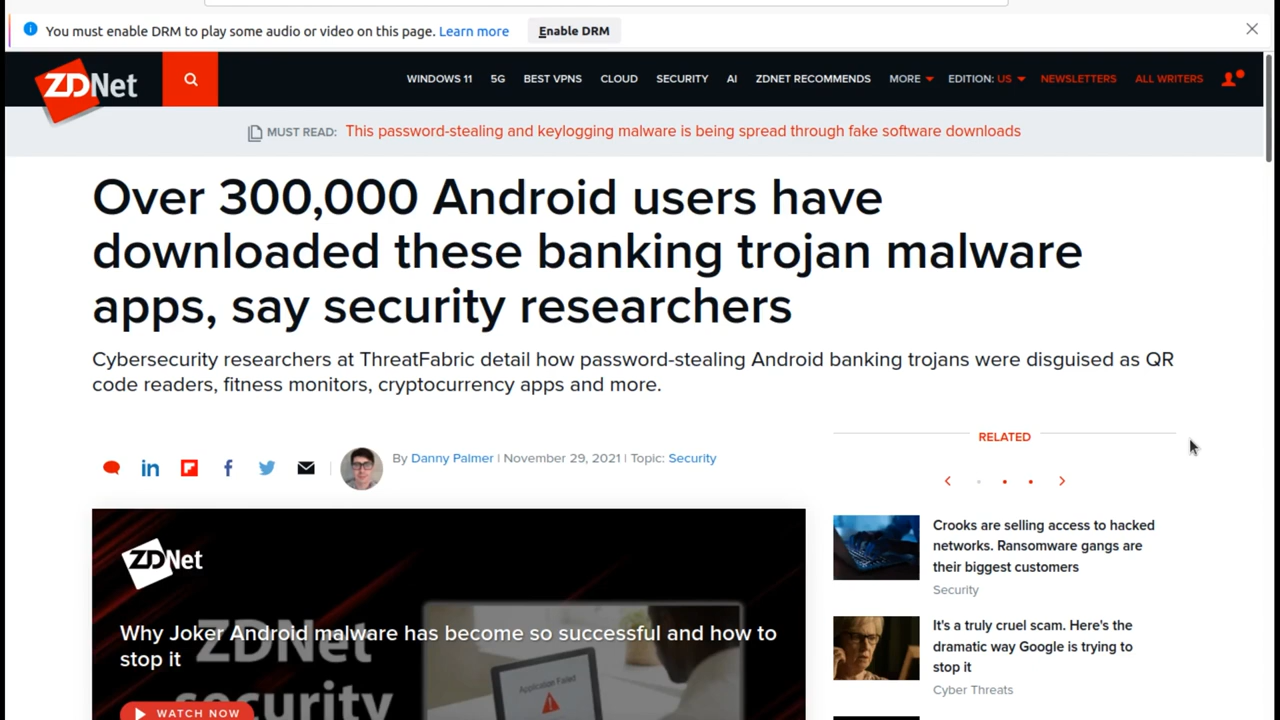 You must enable DRM to play some audio or video on this page. Learn more Enable DRM
ZDNet WINDOWS 11 5G BEST VPNS CLOUD SECURITY AI ZDNET RECOMMENDS MORE EDITION: US NEWSLETTERS ALL WRITERS
MUST READ: This password-stealing and keylogging malware is being spread through fake software downloads
Over 300,000 Android users have
downloaded these banking trojan malware
apps, say security researchers
Cybersecurity researchers at ThreatFabric detail how password-stealing Android banking trojans were disguised as QR
code readers, fitness monitors, cryptocurrency apps and more.
By Danny Palmer | November 29, 2021 | Topic: Security
ZDNet
Why Joker Android malware has become so successful and how to
stop it
ZDNet
security
Application Failed
WATCH NOW
RELATED
Crooks are selling access to hacked
networks. Ransomware gangs are
their biggest customers
Security
It's a truly cruel scam. Here's the
dramatic way Google is trying to
stop it
Cyber Threats